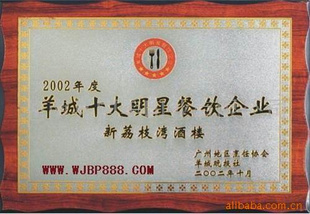 2002年度
羊城十大明星餐饮企业
新荔枝湾酒楼
广州地区烹饪协会
羊城晚报社
二〇〇二年十月
WWW.WJBP888.COM
alibaba.com.cn